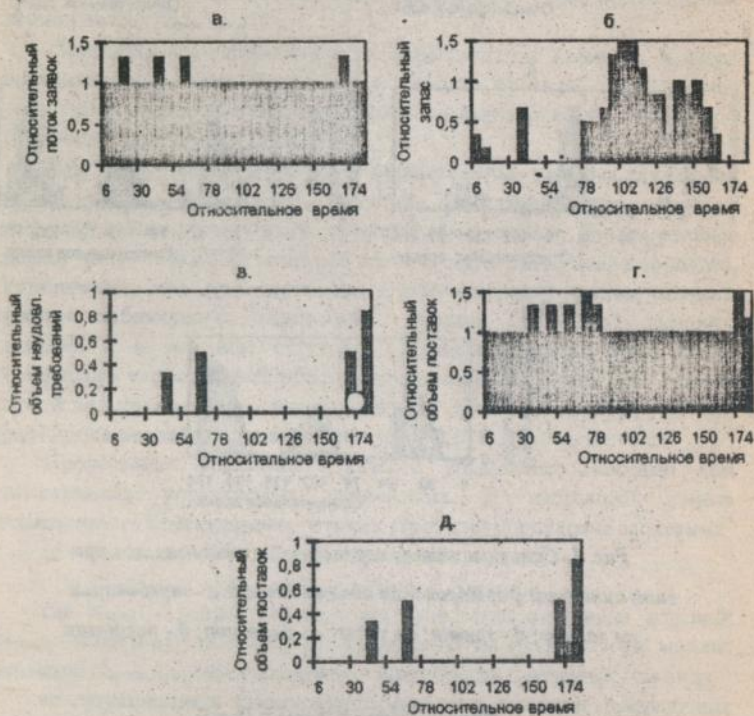 в.
1,5
1
0,5
0
Относительный
поток заявок
6 30 54 78 102 126 150 174
Относительное время
б.
1,5
1
0,5
0
Относительный
запас
6 30 54 78 102 126 150 174
Относительное время
в.
1
0,8
0,6
0,4
0,2
0
Относительный
объем неудовл.
требований
6 30 54 78 102 126 150 174
Относительное время
г.
1,5
1
0,5
0
Относительный
объем поставок
6 30 54 78 102 126 150 174
Относительное время
д.
1
0,8
0,6
0,4
0,2
0
Относительный
объем поставок
6 30 54 78 102 126 150 174
Относительное время